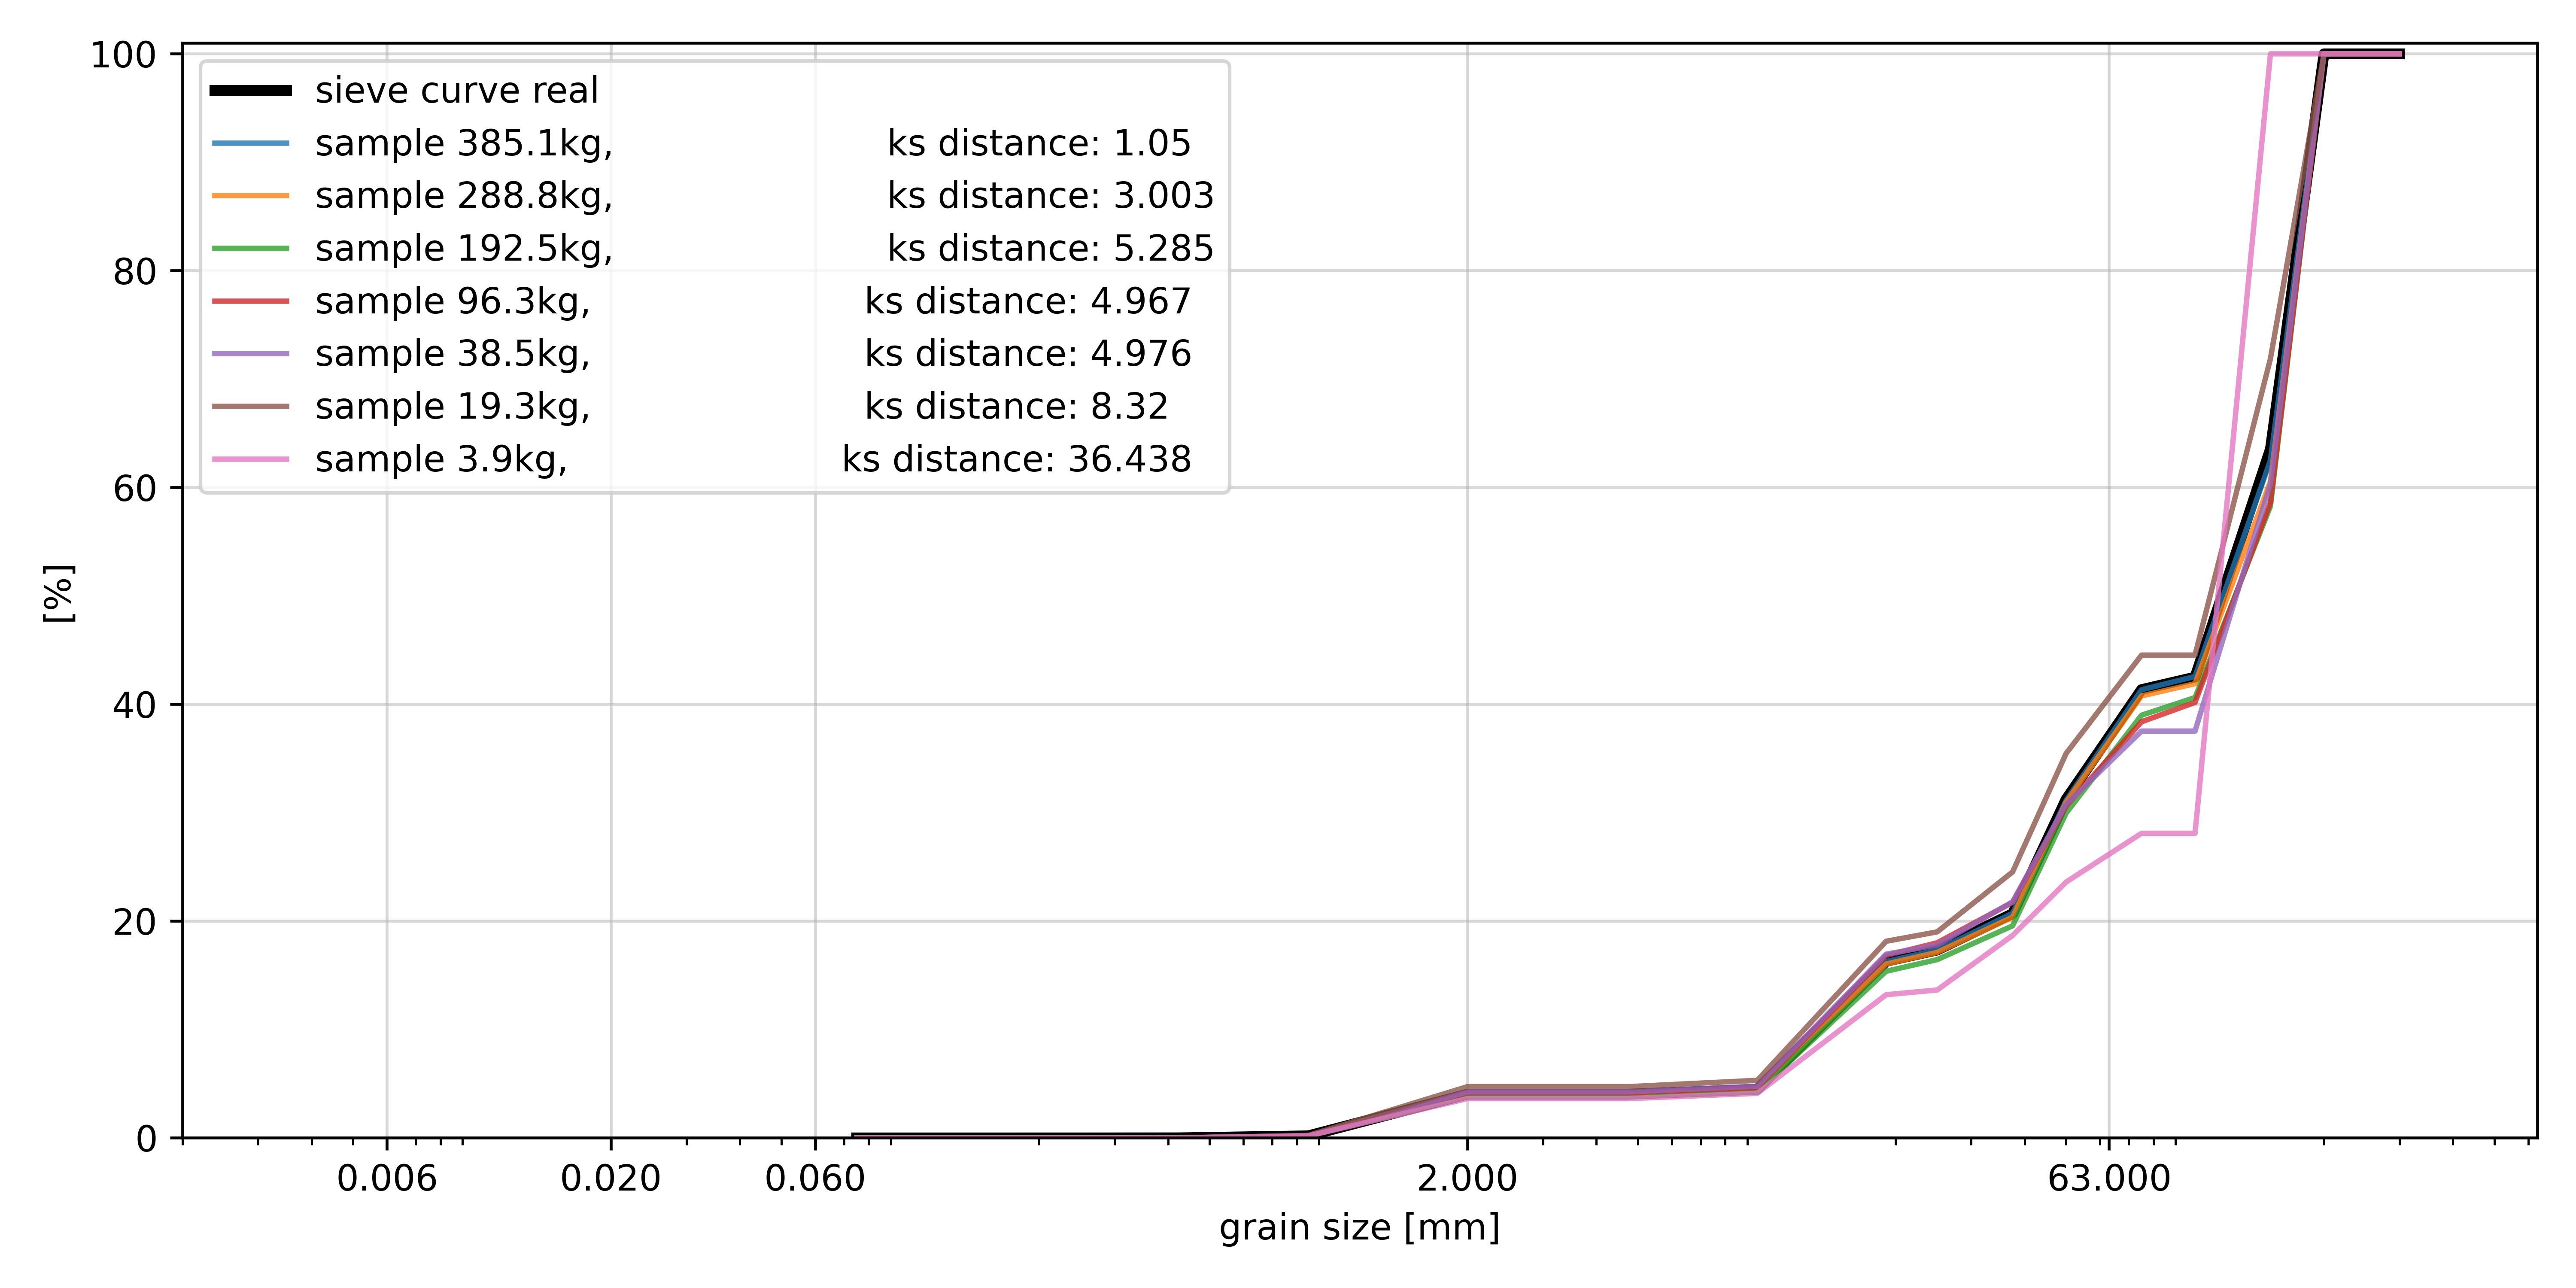 100
80
60
40
20
0
[%]
sieve curve real
sample 385.1kg, ks distance: 1.05
sample 288.8kg, ks distance: 3.003
sample 192.5kg, ks distance: 5.285
sample 96.3kg, ks distance: 4.967
sample 38.5kg, ks distance: 4.976
sample 19.3kg, ks distance: 8.32
sample 3.9kg, ks distance: 36.438
0.006 0.020 0.060 2.000 63.000
grain size [mm]